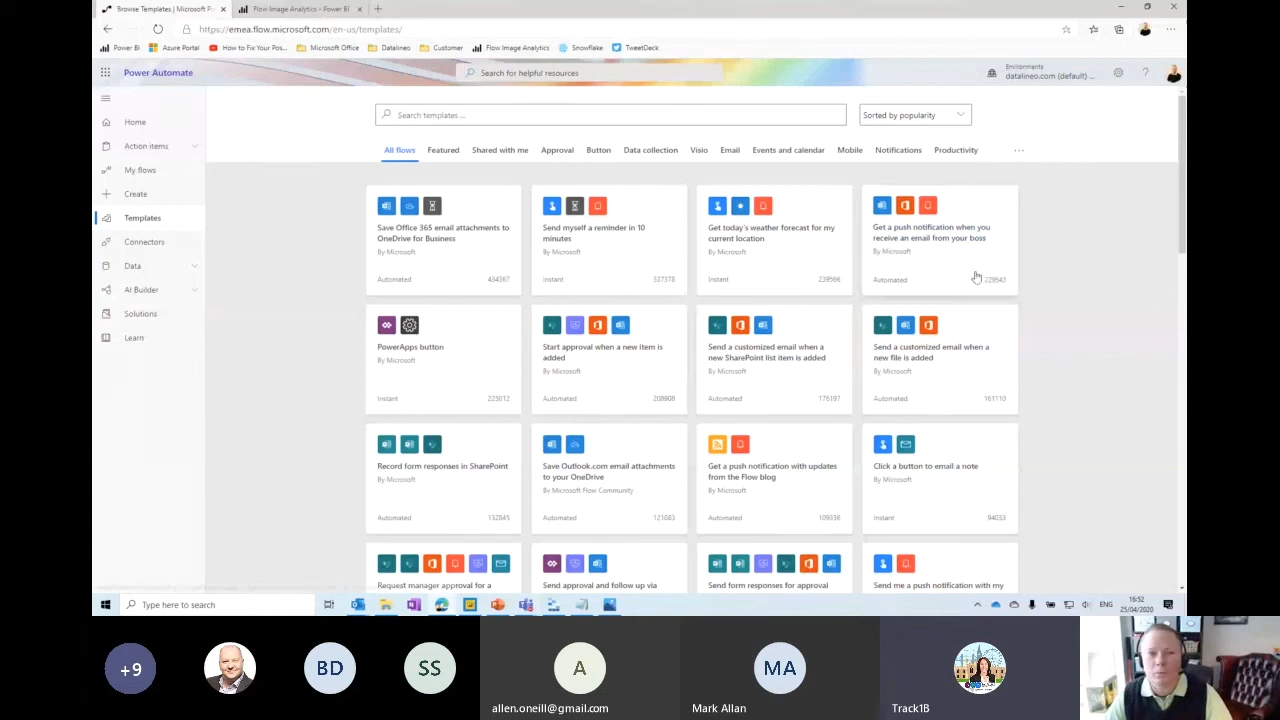 Browse Templates | Microsoft P
Flow Image Analytics - Power BI
https://emea.flow.microsoft.com/en-us/templates/
Power BI
Azure Portal
How to Fix Your Pos...
Microsoft Office
Datalineo
Customer
Flow Image Analytics
Snowflake
TweetDeck
Power Automate
Search for helpful resources
Environments
datalineo.com (default) ...
Home
Action items
My flows
Create
Templates
Connectors
Data
AI Builder
Solutions
Learn
Search templates ...
Sorted by popularity
All flows
Featured
Shared with me
Approval
Button
Data collection
Visio
Email
Events and calendar
Mobile
Notifications
Productivity
Save Office 365 email attachments to
OneDrive for Business
By Microsoft
Automated
434367
Send myself a reminder in 10
minutes
By Microsoft
Instant
337378
Get today's weather forecast for my
current location
By Microsoft
Instant
239566
Get a push notification when you
receive an email from your boss
By Microsoft
Automated
229543
PowerApps button
By Microsoft
Instant
225012
Start approval when a new item is
added
By Microsoft
Automated
208908
Send a customized email when a
new SharePoint list item is added
By Microsoft
Automated
176197
Send a customized email when a
new file is added
By Microsoft
Automated
161110
Record form responses in SharePoint
By Microsoft
Automated
132845
Save Outlook.com email attachments
to your OneDrive
By Microsoft Flow Community
Automated
121083
Get a push notification with updates
from the Flow blog
By Microsoft
Automated
109336
Click a button to email a note
By Microsoft
Instant
94033
Request manager approval for a
Send approval and follow up via
Send form responses for approval
Send me a push notification with my
Type here to search
ENG
16:52
25/04/2020
+9
BD
SS
A
MA
allen.oneill@gmail.com
Mark Allan
Track1B